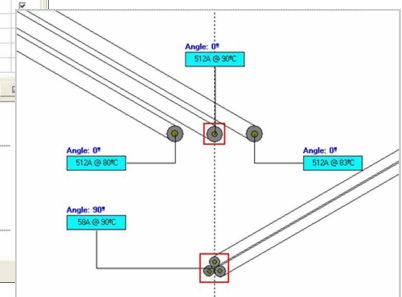 Angle: 0º
512A @ 90ºC
Angle: 0º
512A @ 80ºC
Angle: 0º
512A @ 83ºC
Angle: 90º
58A @ 90ºC